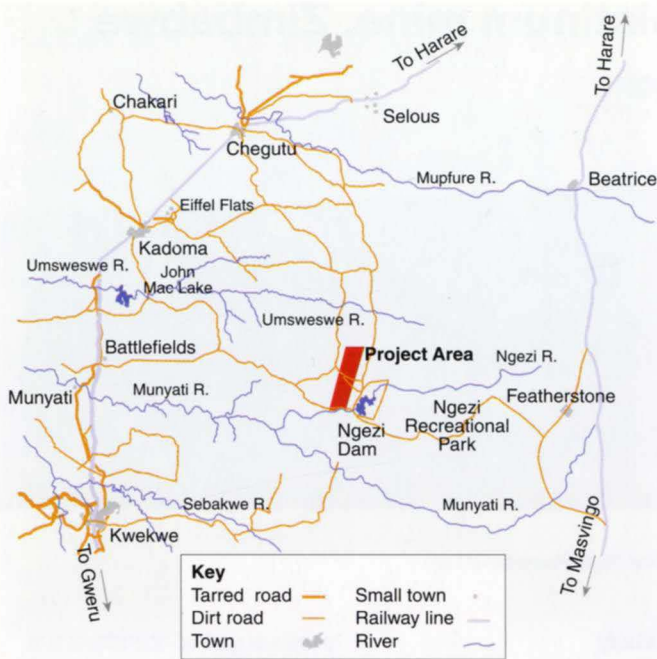 To Harare
To Harare
Chakari
Selous
Chegutu
Mupfure R.
Beatrice
Eiffel Flats
Kadoma
Umsweswe R.
John
Mac Lake
Umsweswe R.
Battlefields
Project Area
Ngezi R.
Munyati
Munyati R.
Featherstone
Ngezi
Recreational
Park
Ngezi
Dam
Sebakwe R.
Munyati R.
Kwekwe
To Gweru
To Masvingo
Key
Tarred road
Small town
Dirt road
Railway line
Town
River